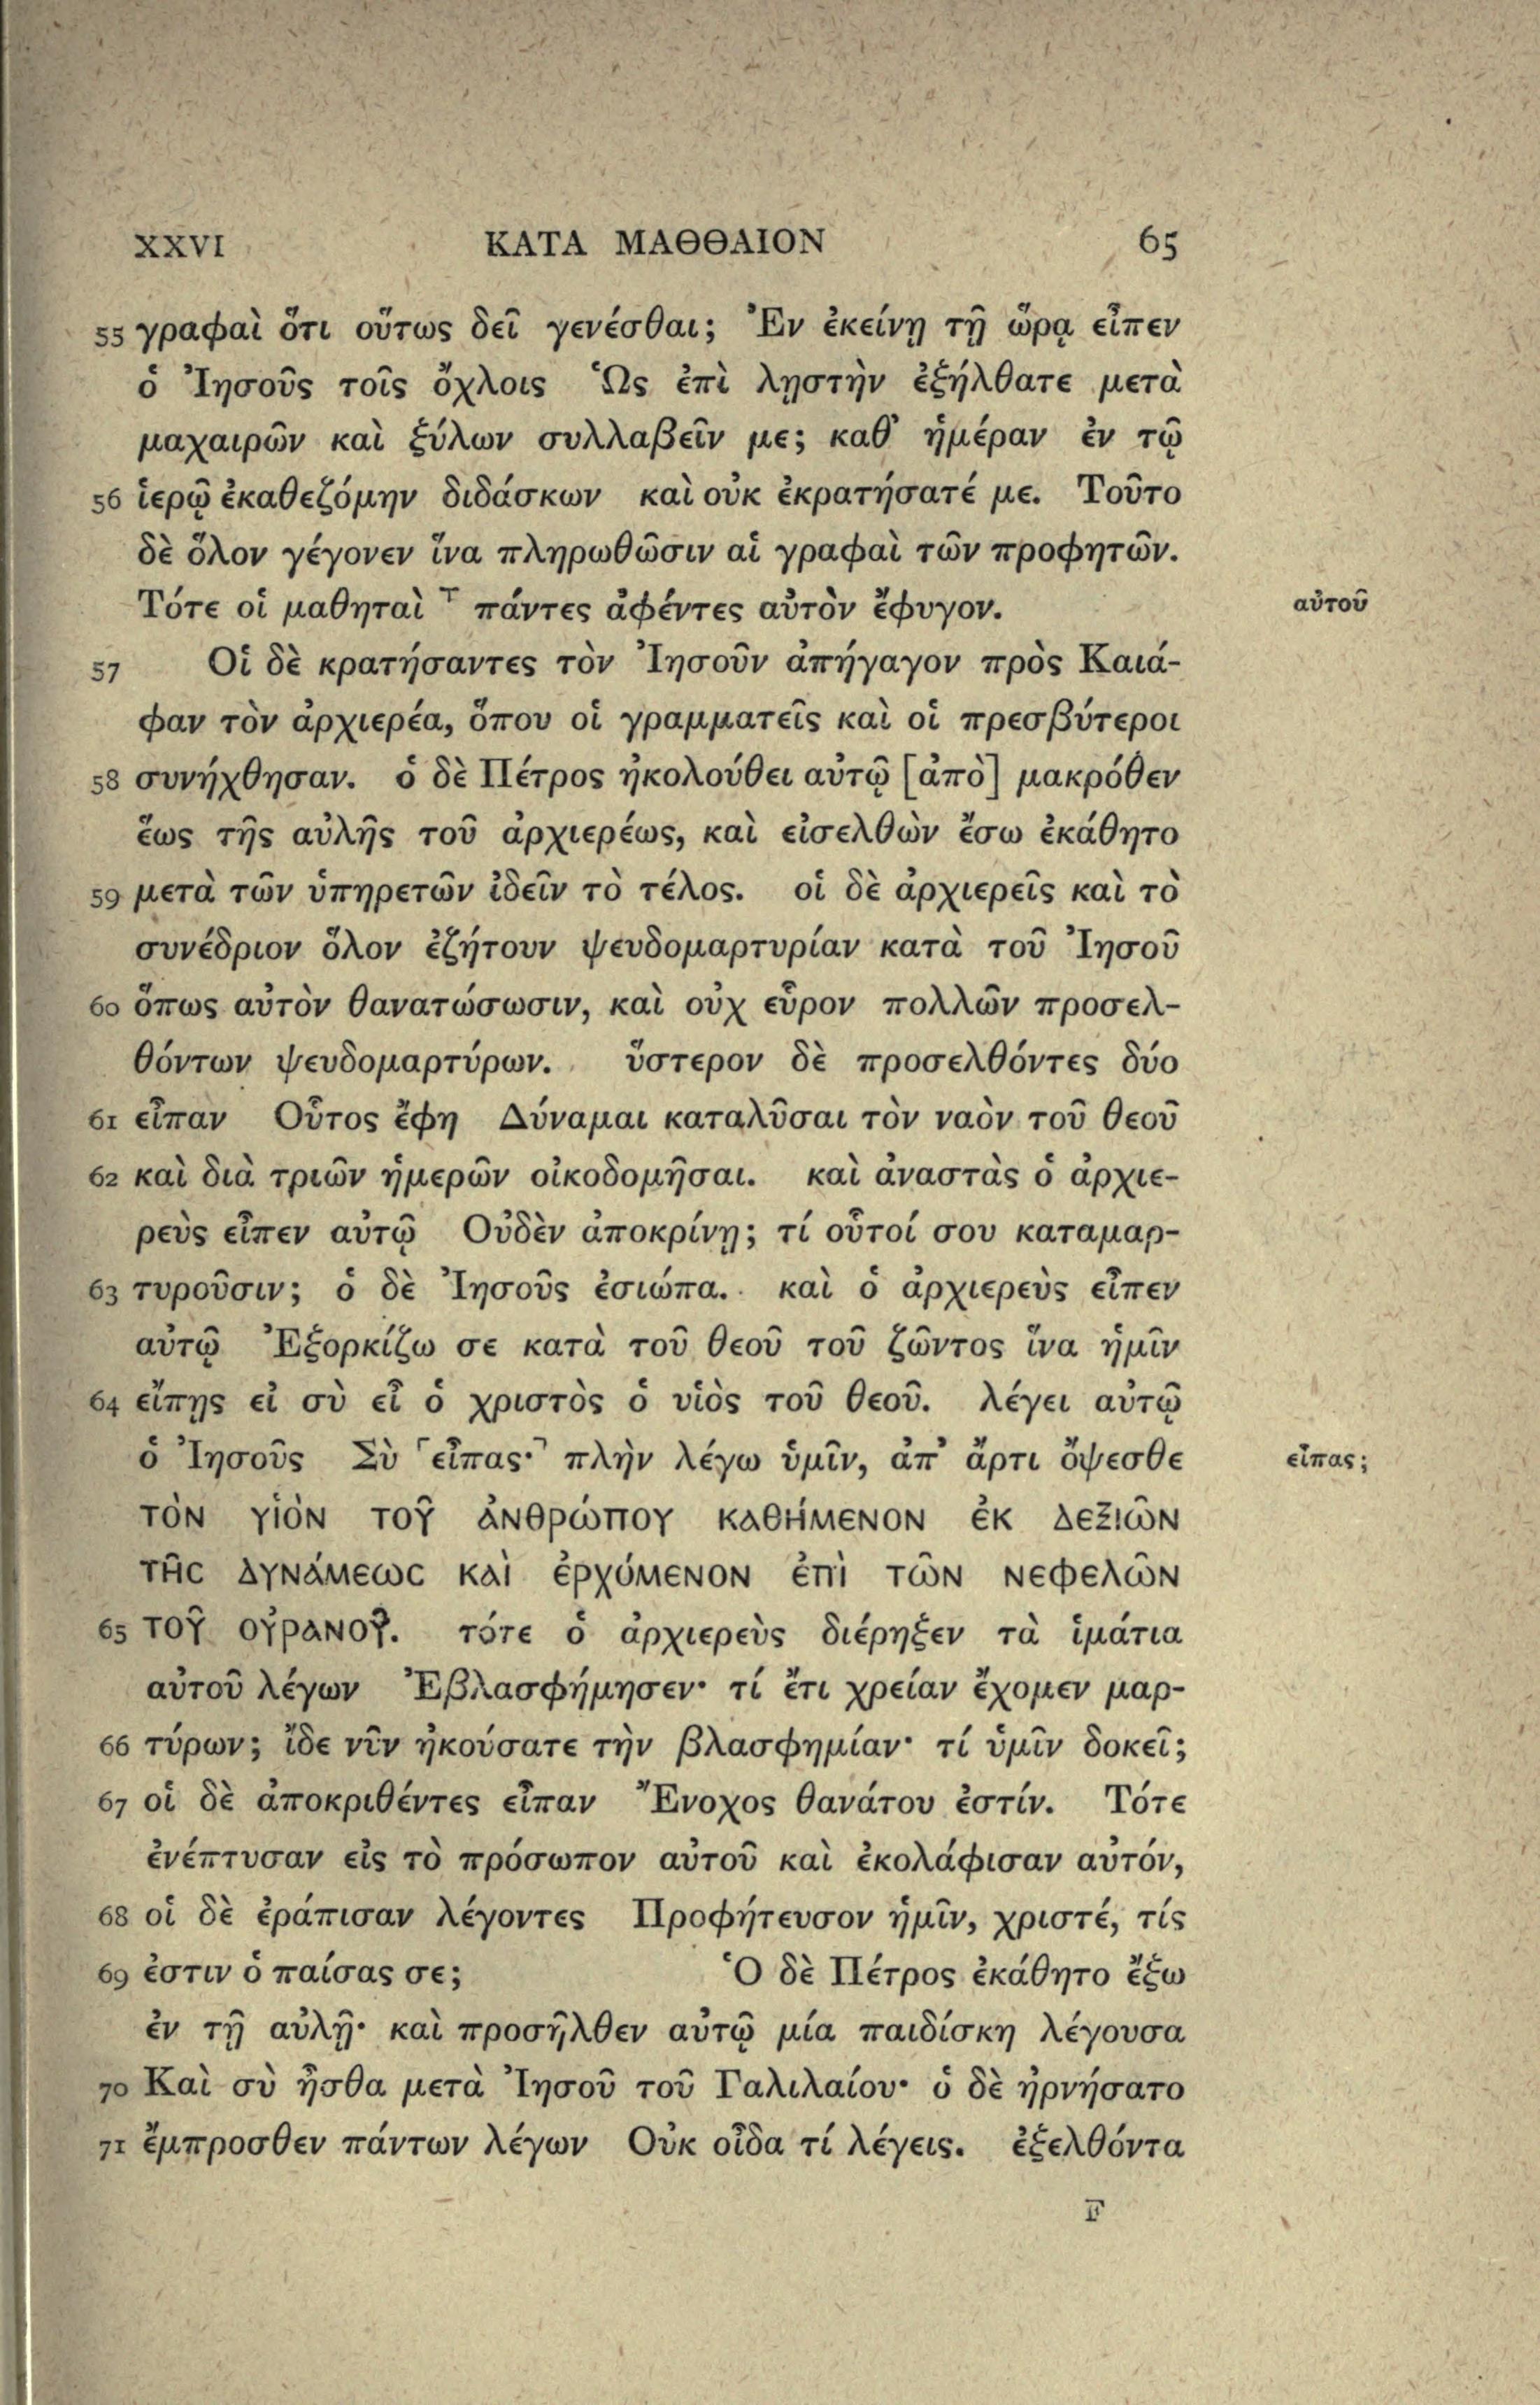 XXVI ΚΑΤΑ ΜΑΘΘΑΙΟΝ 65
55 γραφαὶ ὅτι οὕτως δεῖ γενέσθαι; Ἐν ἐκείνῃ τῇ ὥρᾳ εἶπεν
ὁ Ἰησοῦς τοῖς ὄχλοις Ὡς ἐπὶ λῃστὴν ἐξήλθατε μετὰ
μαχαιρῶν καὶ ξύλων συλλαβεῖν με; καθ᾽ ἡμέραν ἐν τῷ
56 ἱερῷ ἐκαθεζόμην διδάσκων καὶ οὐκ ἐκρατήσατέ με. Τοῦτο
δὲ ὅλον γέγονεν ἵνα πληρωθῶσιν αἱ γραφαὶ τῶν προφητῶν.
Τότε οἱ μαθηταὶ ⸆ πάντες ἀφέντες αὐτὸν ἔφυγον. αὐτοῦ
57 Οἱ δὲ κρατήσαντες τὸν Ἰησοῦν ἀπήγαγον πρὸς Καιά-
φαν τὸν ἀρχιερέα, ὅπου οἱ γραμματεῖς καὶ οἱ πρεσβύτεροι
58 συνήχθησαν. ὁ δὲ Πέτρος ἠκολούθει αὐτῷ [ἀπὸ] μακρόθεν
ἕως τῆς αὐλῆς τοῦ ἀρχιερέως, καὶ εἰσελθὼν ἔσω ἐκάθητο
59 μετὰ τῶν ὑπηρετῶν ἰδεῖν τὸ τέλος. οἱ δὲ ἀρχιερεῖς καὶ τὸ
συνέδριον ὅλον ἐζήτουν ψευδομαρτυρίαν κατὰ τοῦ Ἰησοῦ
60 ὅπως αὐτὸν θανατώσωσιν, καὶ οὐχ εὗρον πολλῶν προσελ-
θόντων ψευδομαρτύρων. ὕστερον δὲ προσελθόντες δύο
61 εἶπαν Οὗτος ἔφη Δύναμαι καταλῦσαι τὸν ναὸν τοῦ θεοῦ
62 καὶ διὰ τριῶν ἡμερῶν οἰκοδομῆσαι. καὶ ἀναστὰς ὁ ἀρχιε-
ρεὺς εἶπεν αὐτῷ Οὐδὲν ἀποκρίνῃ; τί οὗτοί σου καταμαρ-
63 τυροῦσιν; ὁ δὲ Ἰησοῦς ἐσιώπα. καὶ ὁ ἀρχιερεὺς εἶπεν
αὐτῷ Ἐξορκίζω σε κατὰ τοῦ θεοῦ τοῦ ζῶντος ἵνα ἡμῖν
64 εἴπῃς εἰ σὺ εἶ ὁ χριστὸς ὁ υἱὸς τοῦ θεοῦ. λέγει αὐτῷ
ὁ Ἰησοῦς Σὺ ⸂εἶπας·⸃ πλὴν λέγω ὑμῖν, ἀπ᾽ ἄρτι ὄψεσθε εἶπας;
τὸν υἱὸν τοῦ ἀνθρώπου καθήμενον ἐκ δεξιῶν
τῆς δυνάμεως καὶ ἐρχόμενον ἐπὶ τῶν νεφελῶν
65 τοῦ οὐρανοῦ. τότε ὁ ἀρχιερεὺς διέρηξεν τὰ ἱμάτια
αὐτοῦ λέγων Ἐβλασφήμησεν· τί ἔτι χρείαν ἔχομεν μαρ-
66 τύρων; ἴδε νῦν ἠκούσατε τὴν βλασφημίαν· τί ὑμῖν δοκεῖ;
67 οἱ δὲ ἀποκριθέντες εἶπαν Ἔνοχος θανάτου ἐστίν. Τότε
ἐνέπτυσαν εἰς τὸ πρόσωπον αὐτοῦ καὶ ἐκολάφισαν αὐτόν,
68 οἱ δὲ ἐράπισαν λέγοντες Προφήτευσον ἡμῖν, χριστέ, τίς
69 ἐστιν ὁ παίσας σε; Ὁ δὲ Πέτρος ἐκάθητο ἔξω
ἐν τῇ αὐλῇ· καὶ προσῆλθεν αὐτῷ μία παιδίσκη λέγουσα
70 Καὶ σὺ ἦσθα μετὰ Ἰησοῦ τοῦ Γαλιλαίου· ὁ δὲ ἠρνήσατο
71 ἔμπροσθεν πάντων λέγων Οὐκ οἶδα τί λέγεις. ἐξελθόντα
F